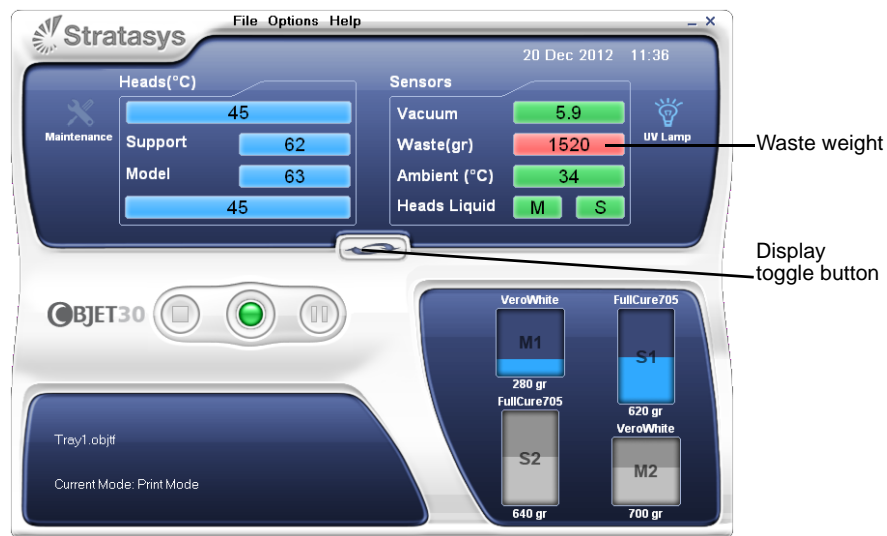 Stratasys
File Options Help
20 Dec 2012 11:36
Heads(°C)
Sensors
45
Vacuum 5.9
Maintenance
Support 62
Waste(gr) 1520
UV Lamp
Waste weight
Model 63
Ambient (°C) 34
45
Heads Liquid M S
Display
toggle button
OBJET30
VeroWhite
FullCure705
M1
S1
280 gr
620 gr
FullCure705
VeroWhite
S2
M2
640 gr
700 gr
Tray1.objtf
Current Mode: Print Mode